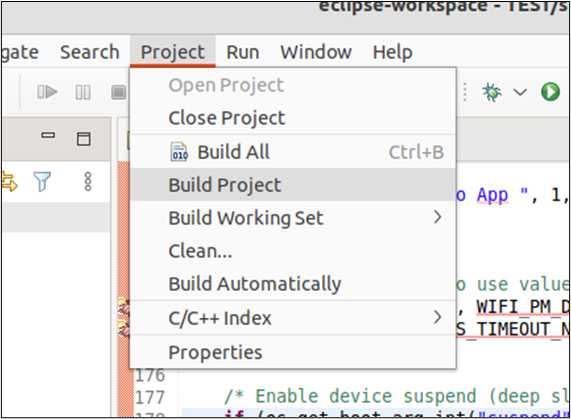 eclipse-workspace - TEST/s
gate Search Project Run Window Help
Open Project
Close Project
010 Build All Ctrl+B
Build Project
o App ", 1,
Build Working Set
Clean...
Build Automatically
o use value
C/C++ Index
, WIFI_PM_D
S_TIMEOUT_N
Properties
176
177 /* Enable device suspend (deep sl
178 if (os_get_boot_arg_int("suspend"